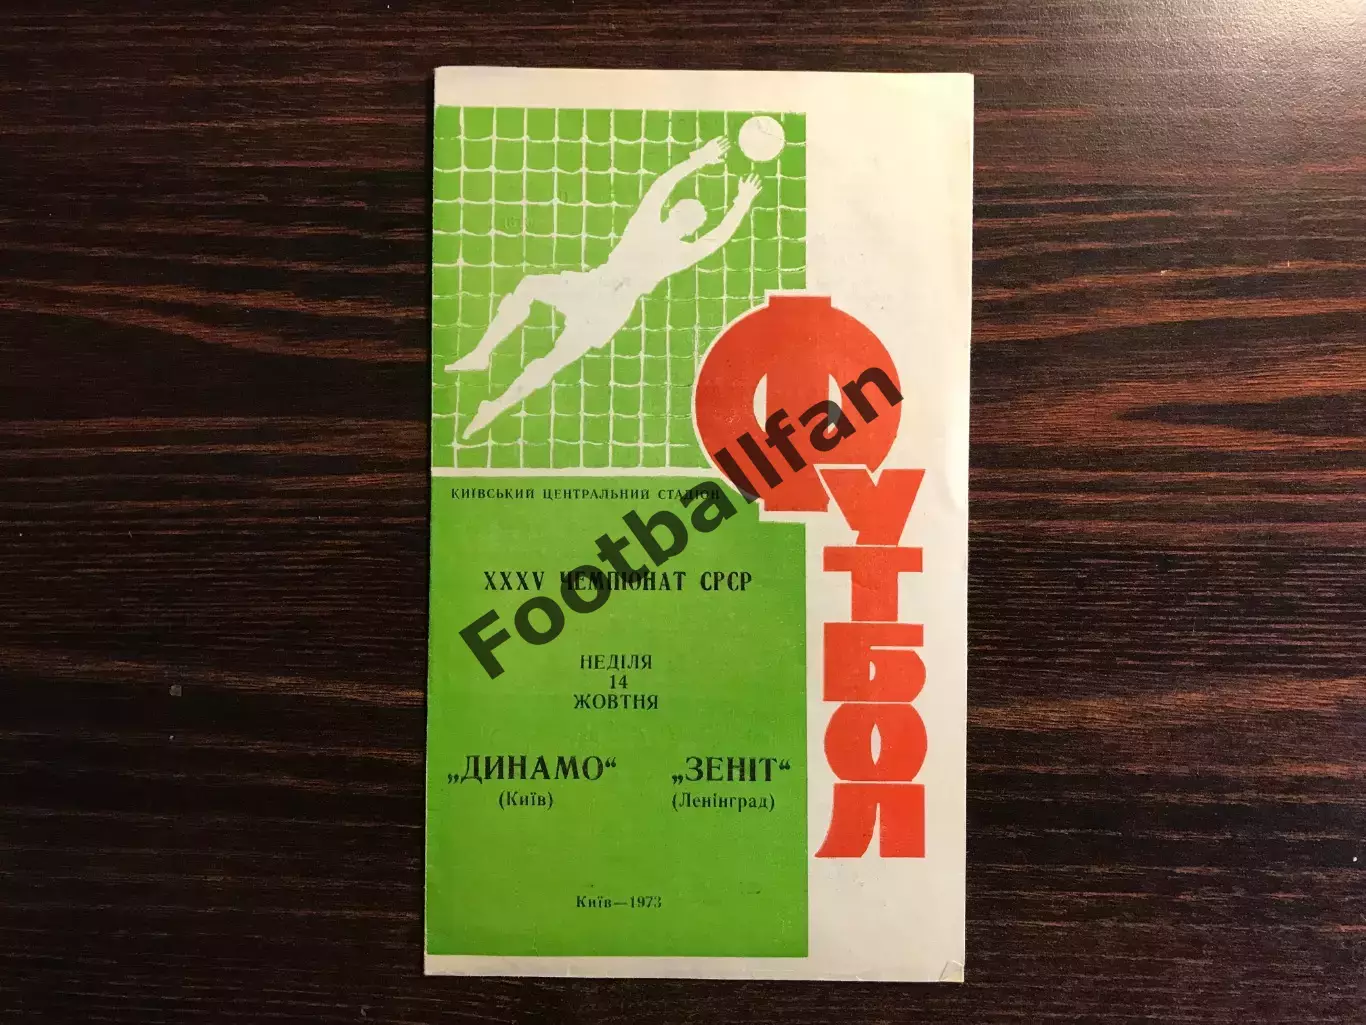 КИЇВСЬКИЙ ЦЕНТРАЛЬНИЙ СТАДІОН
XXXV ЧЕМПІОНАТ СРСР
НЕДІЛЯ
14
ЖОВТНЯ
„ДИНАМО“ „ЗЕНІТ“
(Київ) (Ленінград)
Київ—1973
ФУТБОЛ
Footballfan